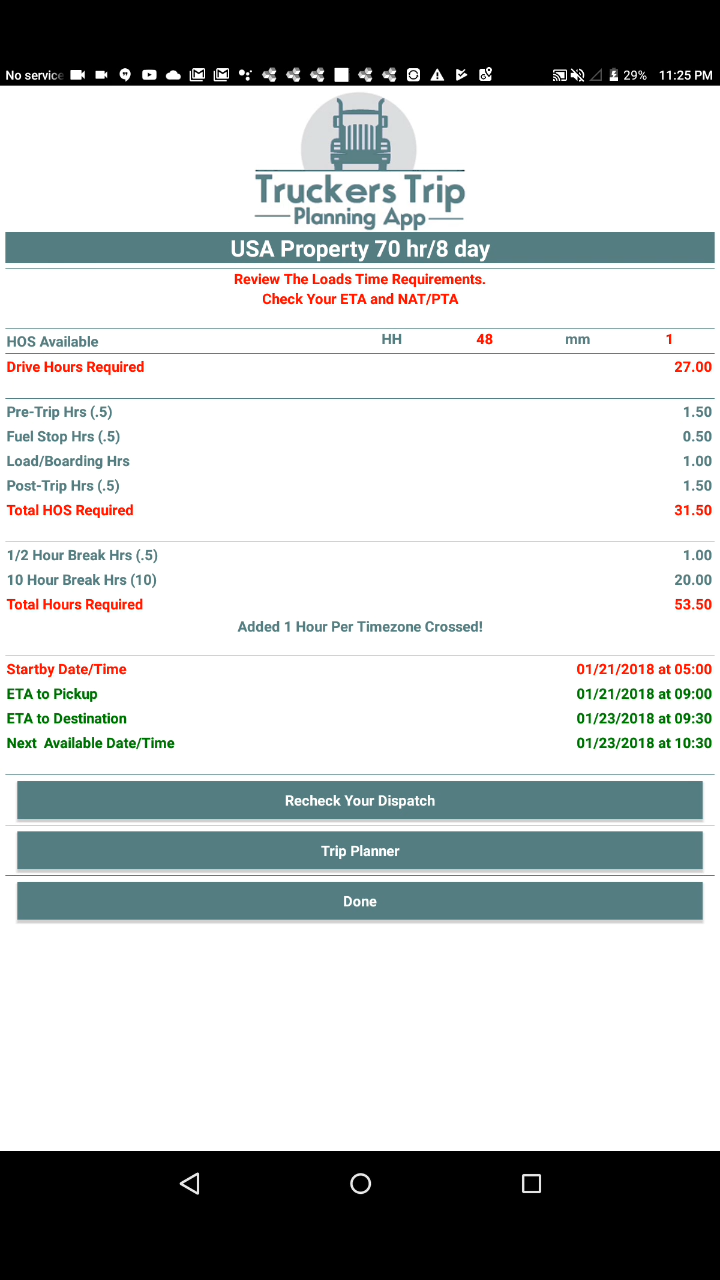 No service 29% 11:25 PM
Truckers Trip
Planning App
USA Property 70 hr/8 day
Review The Loads Time Requirements.
Check Your ETA and NAT/PTA
HOS Available HH 48 mm 1
Drive Hours Required 27.00
Pre-Trip Hrs (.5) 1.50
Fuel Stop Hrs (.5) 0.50
Load/Boarding Hrs 1.00
Post-Trip Hrs (.5) 1.50
Total HOS Required 31.50
1/2 Hour Break Hrs (.5) 1.00
10 Hour Break Hrs (10) 20.00
Total Hours Required 53.50
Added 1 Hour Per Timezone Crossed!
Startby Date/Time 01/21/2018 at 05:00
ETA to Pickup 01/21/2018 at 09:00
ETA to Destination 01/23/2018 at 09:30
Next Available Date/Time 01/23/2018 at 10:30
Recheck Your Dispatch
Trip Planner
Done